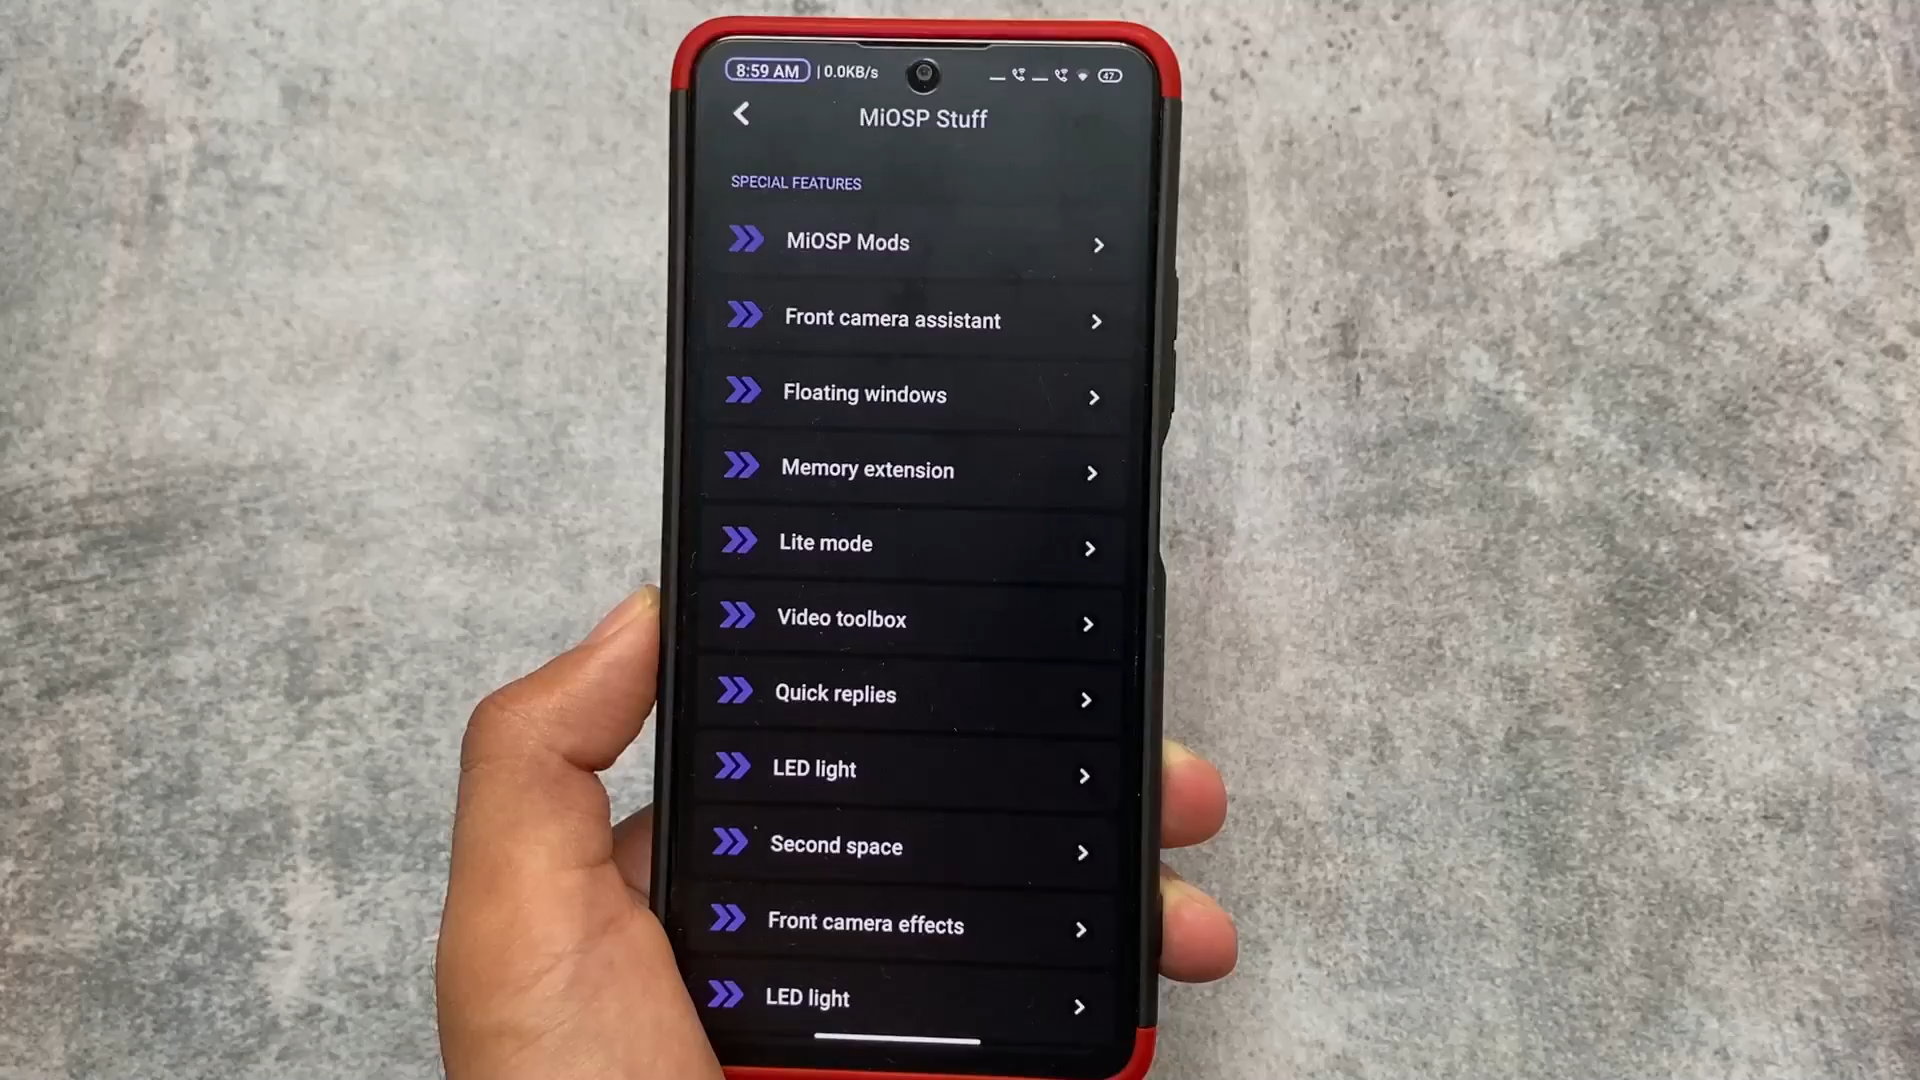 8:59 AM | 0.0KB/s 47
MiOSP Stuff
SPECIAL FEATURES
MiOSP Mods
Front camera assistant
Floating windows
Memory extension
Lite mode
Video toolbox
Quick replies
LED light
Second space
Front camera effects
LED light